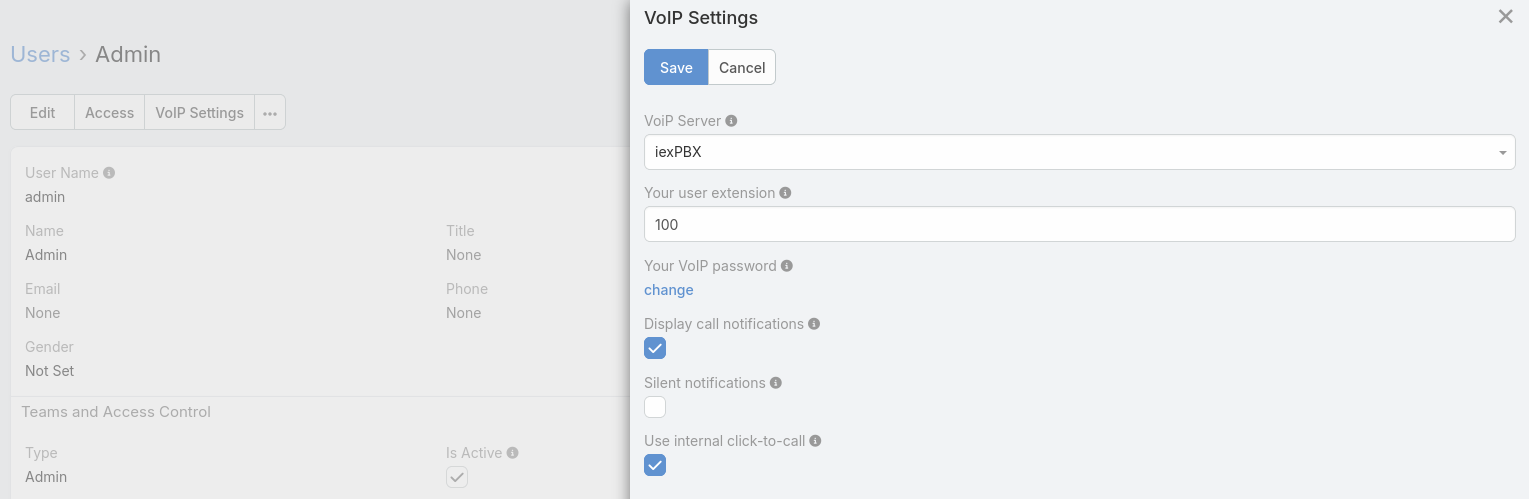 Users › Admin
Edit Access VoIP Settings ...
User Name
admin
Name Title
Admin None
Email Phone
None None
Gender
Not Set
Teams and Access Control
Type Is Active
Admin
VoIP Settings
Save Cancel
VoiP Server
iexPBX
Your user extension
100
Your VoIP password
change
Display call notifications
Silent notifications
Use internal click-to-call